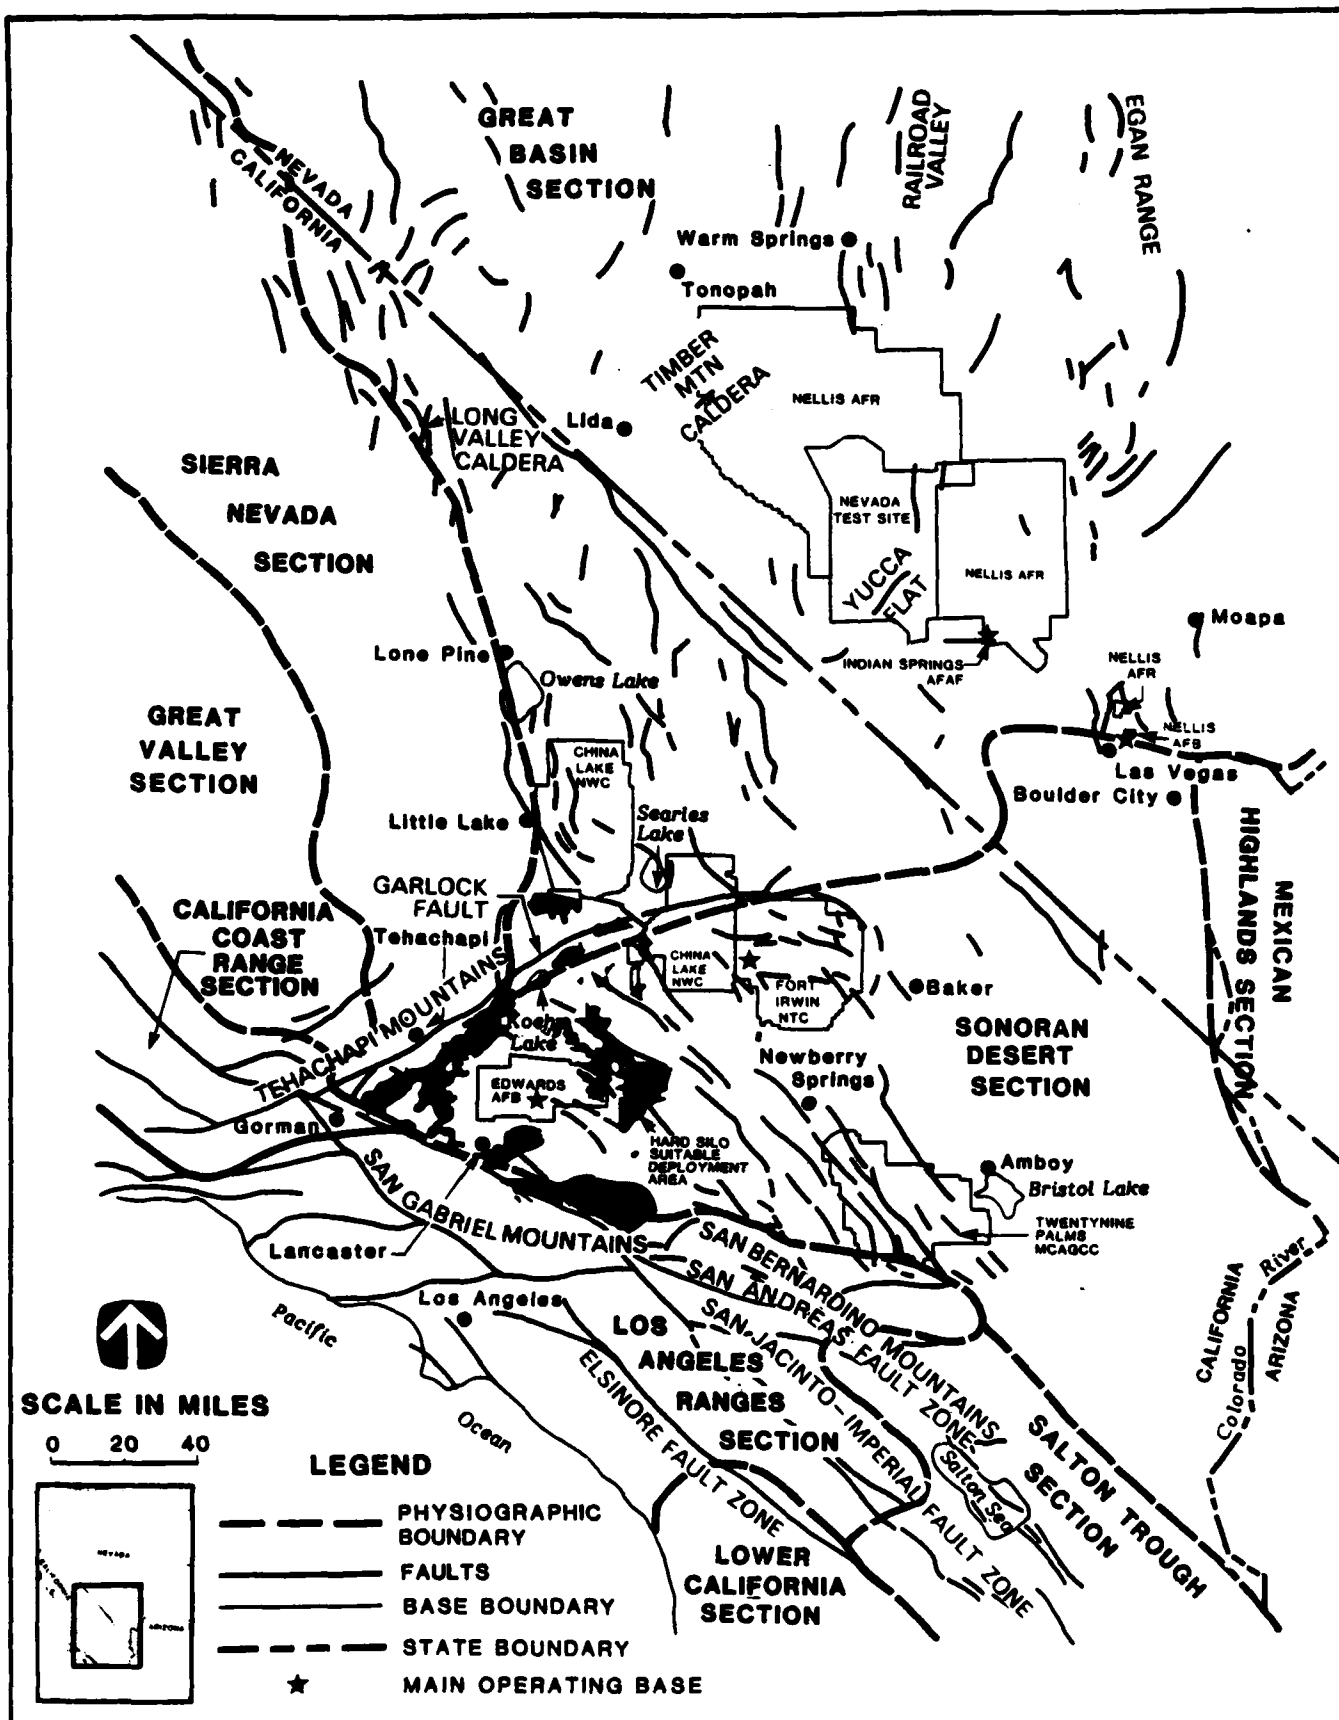 GREAT
BASIN
SECTION
RAILROAD
VALLEY
EGAN RANGE
NEVADA
CALIFORNIA
Warm Springs
Tonopah
TIMBER
MTN
CALDERA
NELLIS AFR
Lida
LONG
VALLEY
CALDERA
SIERRA
NEVADA
SECTION
NEVADA
TEST SITE
NELLIS AFR
YUCCA
FLAT
Moapa
INDIAN SPRINGS
AFAF
NELLIS
AFR
NELLIS
AFB
Las Vegas
Boulder City
Lone Pine
Owens Lake
GREAT
VALLEY
SECTION
CHINA
LAKE
NWC
Little Lake
Searles
Lake
GARLOCK
FAULT
CALIFORNIA
COAST
RANGE
SECTION
Tehachapi
TEHACHAPI MOUNTAINS
CHINA
LAKE
NWC
FORT
IRWIN
NTC
Baker
Koehn
Lake
EDWARDS
AFB
Newberry
Springs
SONORAN
DESERT
SECTION
MEXICAN
HIGHLANDS SECTION
Gorman
HARD SILO
SUITABLE
DEPLOYMENT
AREA
Amboy
Bristol Lake
TWENTYNINE
PALMS
MCAGCC
SAN GABRIEL MOUNTAINS
Lancaster
SAN BERNARDINO MOUNTAINS
SAN ANDREAS FAULT ZONE
SAN JACINTO-IMPERIAL FAULT ZONE
Los Angeles
LOS
ANGELES
RANGES
SECTION
ELSINORE FAULT ZONE
Pacific
Ocean
Salton Sea
SALTON TROUGH
SECTION
CALIFORNIA
ARIZONA
Colorado River
LOWER
CALIFORNIA
SECTION
SCALE IN MILES
0 20 40
LEGEND
PHYSIOGRAPHIC
BOUNDARY
FAULTS
BASE BOUNDARY
STATE BOUNDARY
MAIN OPERATING BASE
NEVADA
ARIZONA